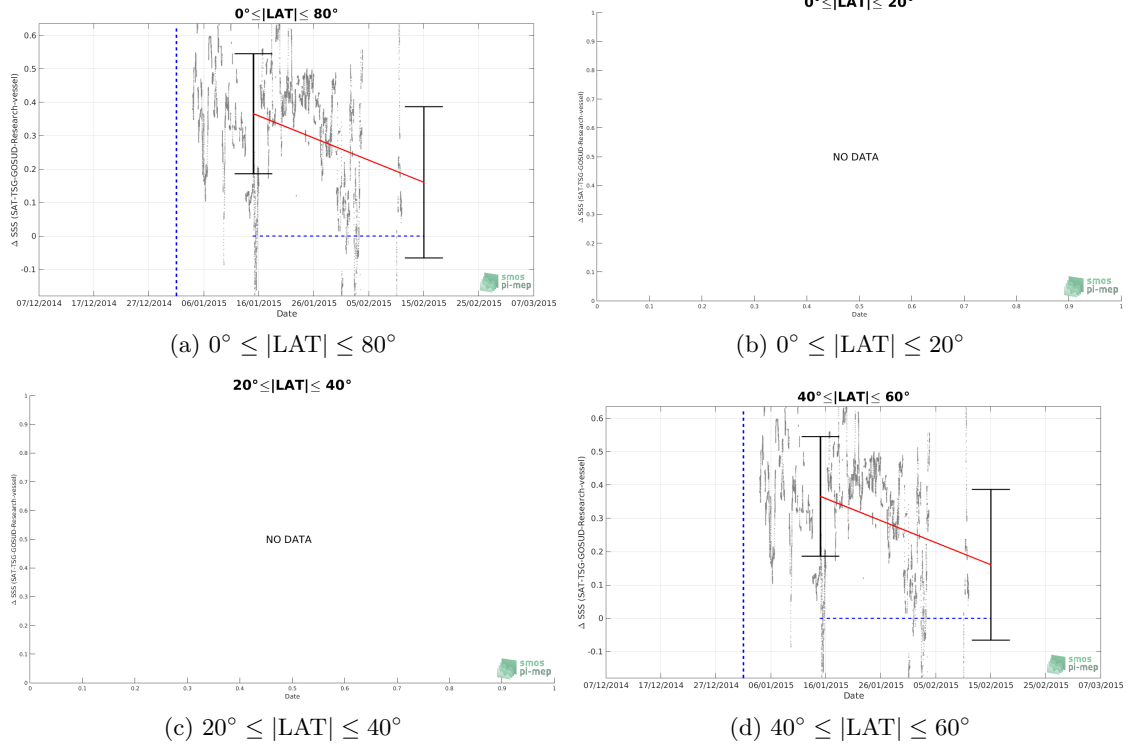 0°≤|LAT|≤ 80°
Δ SSS (SAT-TSG-GOSUD-Research-vessel)
0.6
0.5
0.4
0.3
0.2
0.1
0
-0.1
07/12/2014 17/12/2014 27/12/2014 06/01/2015 16/01/2015 26/01/2015 05/02/2015 15/02/2015 25/02/2015 07/03/2015
Date
smos
pi-mep
(a) 0° ≤ |LAT| ≤ 80°
0°≤|LAT|≤ 20°
Δ SSS (SAT-TSG-GOSUD-Research-vessel)
1
0.9
0.8
0.7
0.6
0.5
0.4
0.3
0.2
0.1
0
NO DATA
0 0.1 0.2 0.3 0.4 0.5 0.6 0.7 0.8 0.9 1
Date
smos
pi-mep
(b) 0° ≤ |LAT| ≤ 20°
20°≤|LAT|≤ 40°
Δ SSS (SAT-TSG-GOSUD-Research-vessel)
1
0.9
0.8
0.7
0.6
0.5
0.4
0.3
0.2
0.1
0
NO DATA
0 0.1 0.2 0.3 0.4 0.5 0.6 0.7 0.8 0.9 1
Date
smos
pi-mep
(c) 20° ≤ |LAT| ≤ 40°
40°≤|LAT|≤ 60°
Δ SSS (SAT-TSG-GOSUD-Research-vessel)
0.6
0.5
0.4
0.3
0.2
0.1
0
-0.1
07/12/2014 17/12/2014 27/12/2014 06/01/2015 16/01/2015 26/01/2015 05/02/2015 15/02/2015 25/02/2015 07/03/2015
Date
smos
pi-mep
(d) 40° ≤ |LAT| ≤ 60°